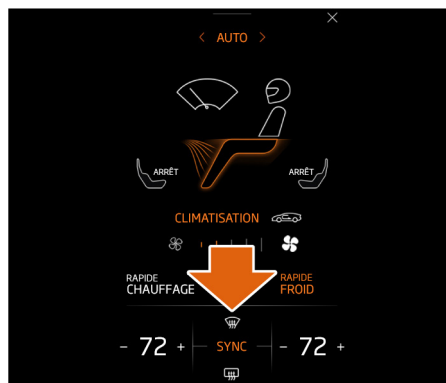 AUTO
ARRÊT ARRÊT
CLIMATISATION
RAPIDE RAPIDE
CHAUFFAGE FROID
- 72 + SYNC - 72 +